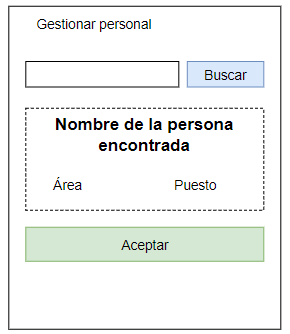 Gestionar personal
Buscar
Nombre de la persona
encontrada
Área Puesto
Aceptar